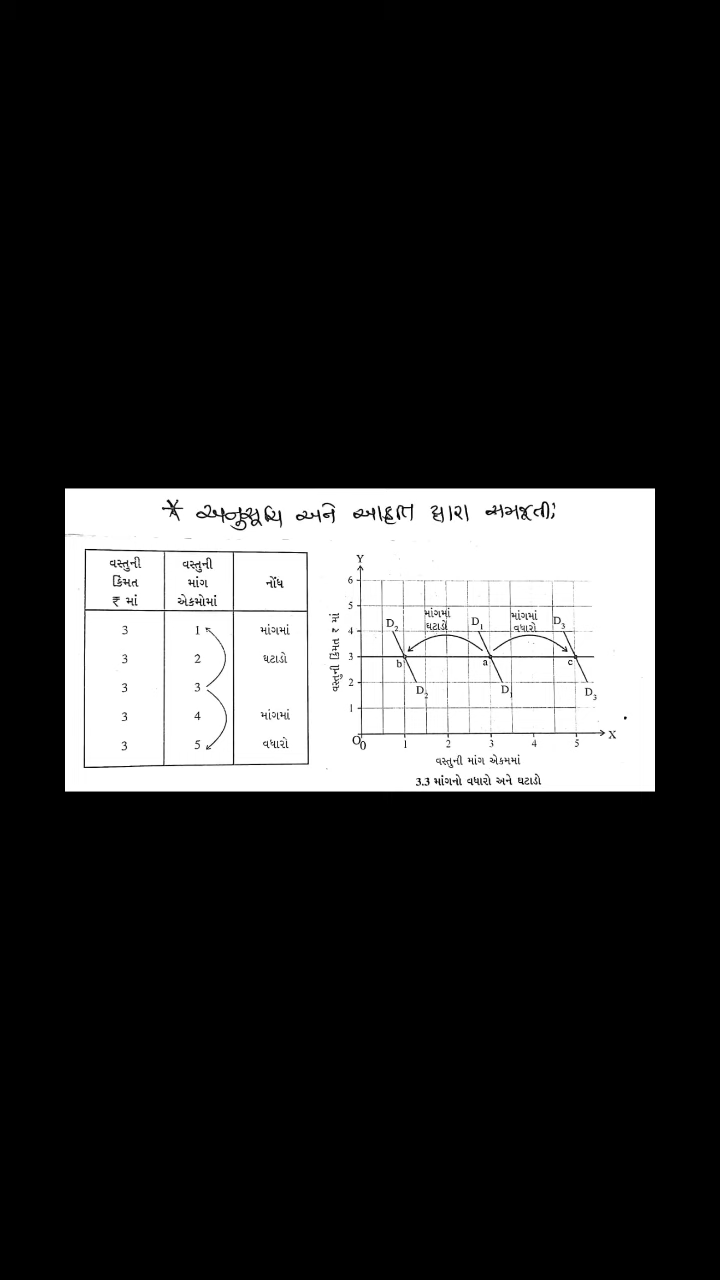 * અનુસૂચિ અને આકૃતિ દ્વારા સમજૂતી:
વસ્તુની કિંમત ₹ માં | વસ્તુની માંગ એકમોમાં | નોંધ
3 | 1 | માંગમાં
3 | 2 | ઘટાડો
3 | 3
3 | 4 | માંગમાં
3 | 5 | વધારો
Y
6
5
4
3
2
1
O
0
1 2 3 4 5
X
વસ્તુની કિંમત ₹ માં
માંગમાં
ઘટાડો
માંગમાં
વધારો
D₂ D₁ D₃
b a c
D₂ D₁ D₃
વસ્તુની માંગ એકમમાં
3.3 માંગનો વધારો અને ઘટાડો